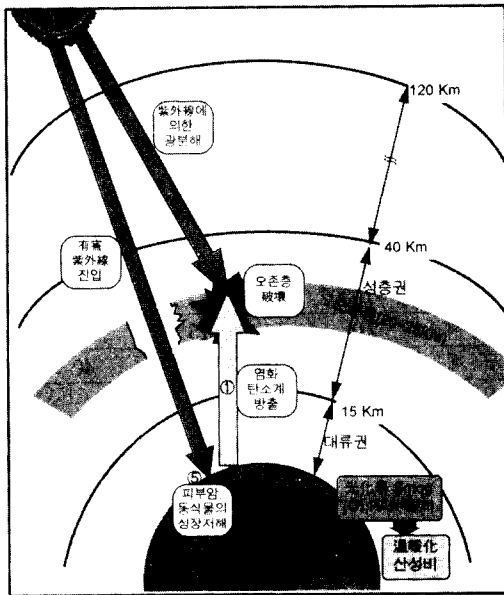 120 Km
紫外線에
의한
광분해
40 Km
有害
紫外線
진입
오존층
破壞
성층권
①
염화
탄소계
방출
15 Km
대류권
⑤
피부암,
동식물의
성장저해
溫暖化
산성비